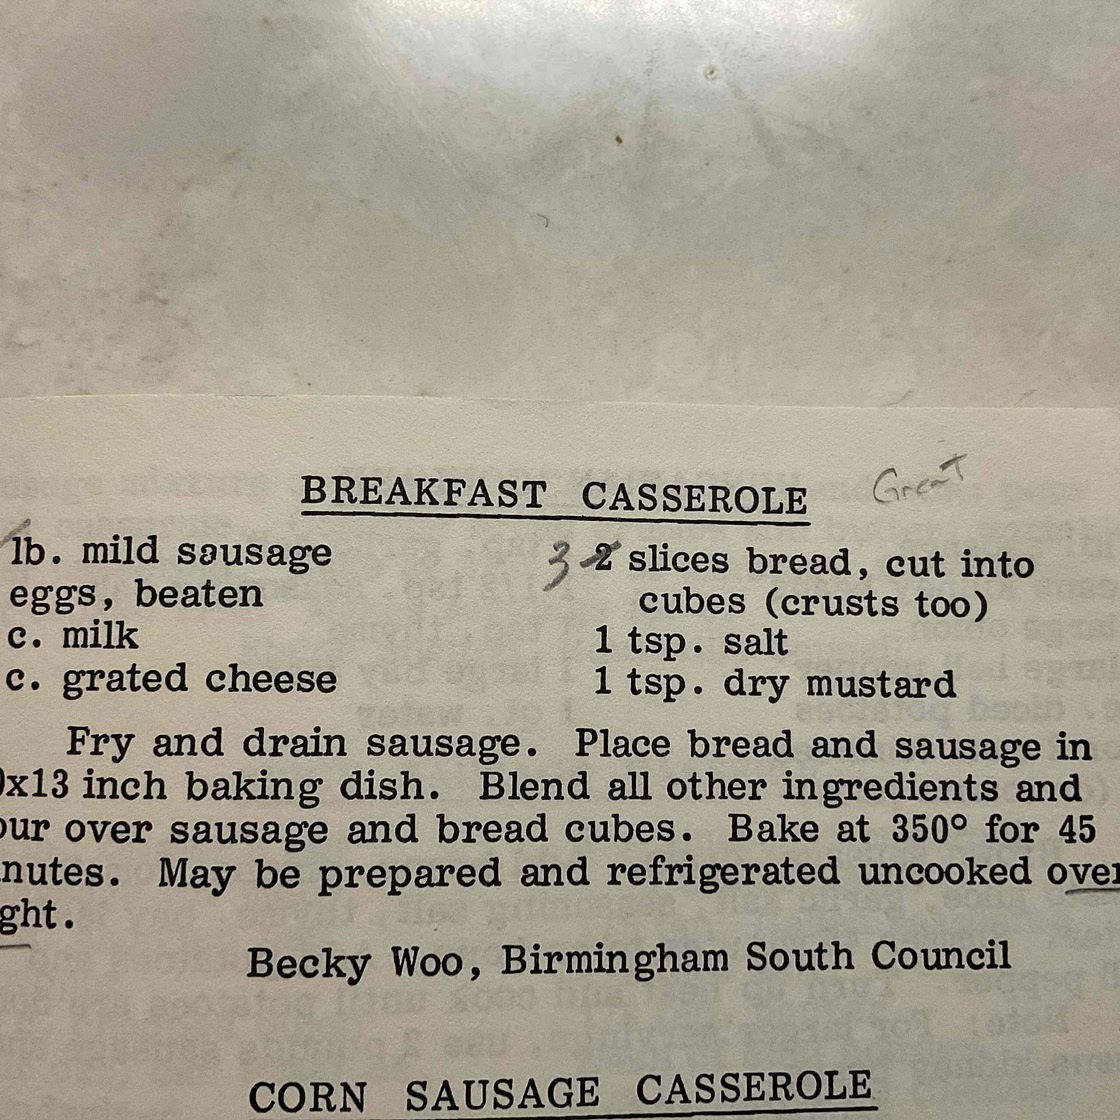 BREAKFAST CASSEROLE Great
lb. mild sausage
eggs, beaten
c. milk
c. grated cheese
3 2 slices bread, cut into
cubes (crusts too)
1 tsp. salt
1 tsp. dry mustard
Fry and drain sausage. Place bread and sausage in
x13 inch baking dish. Blend all other ingredients and
our over sausage and bread cubes. Bake at 350° for 45
nutes. May be prepared and refrigerated uncooked over
ght.
Becky Woo, Birmingham South Council
CORN SAUSAGE CASSEROLE